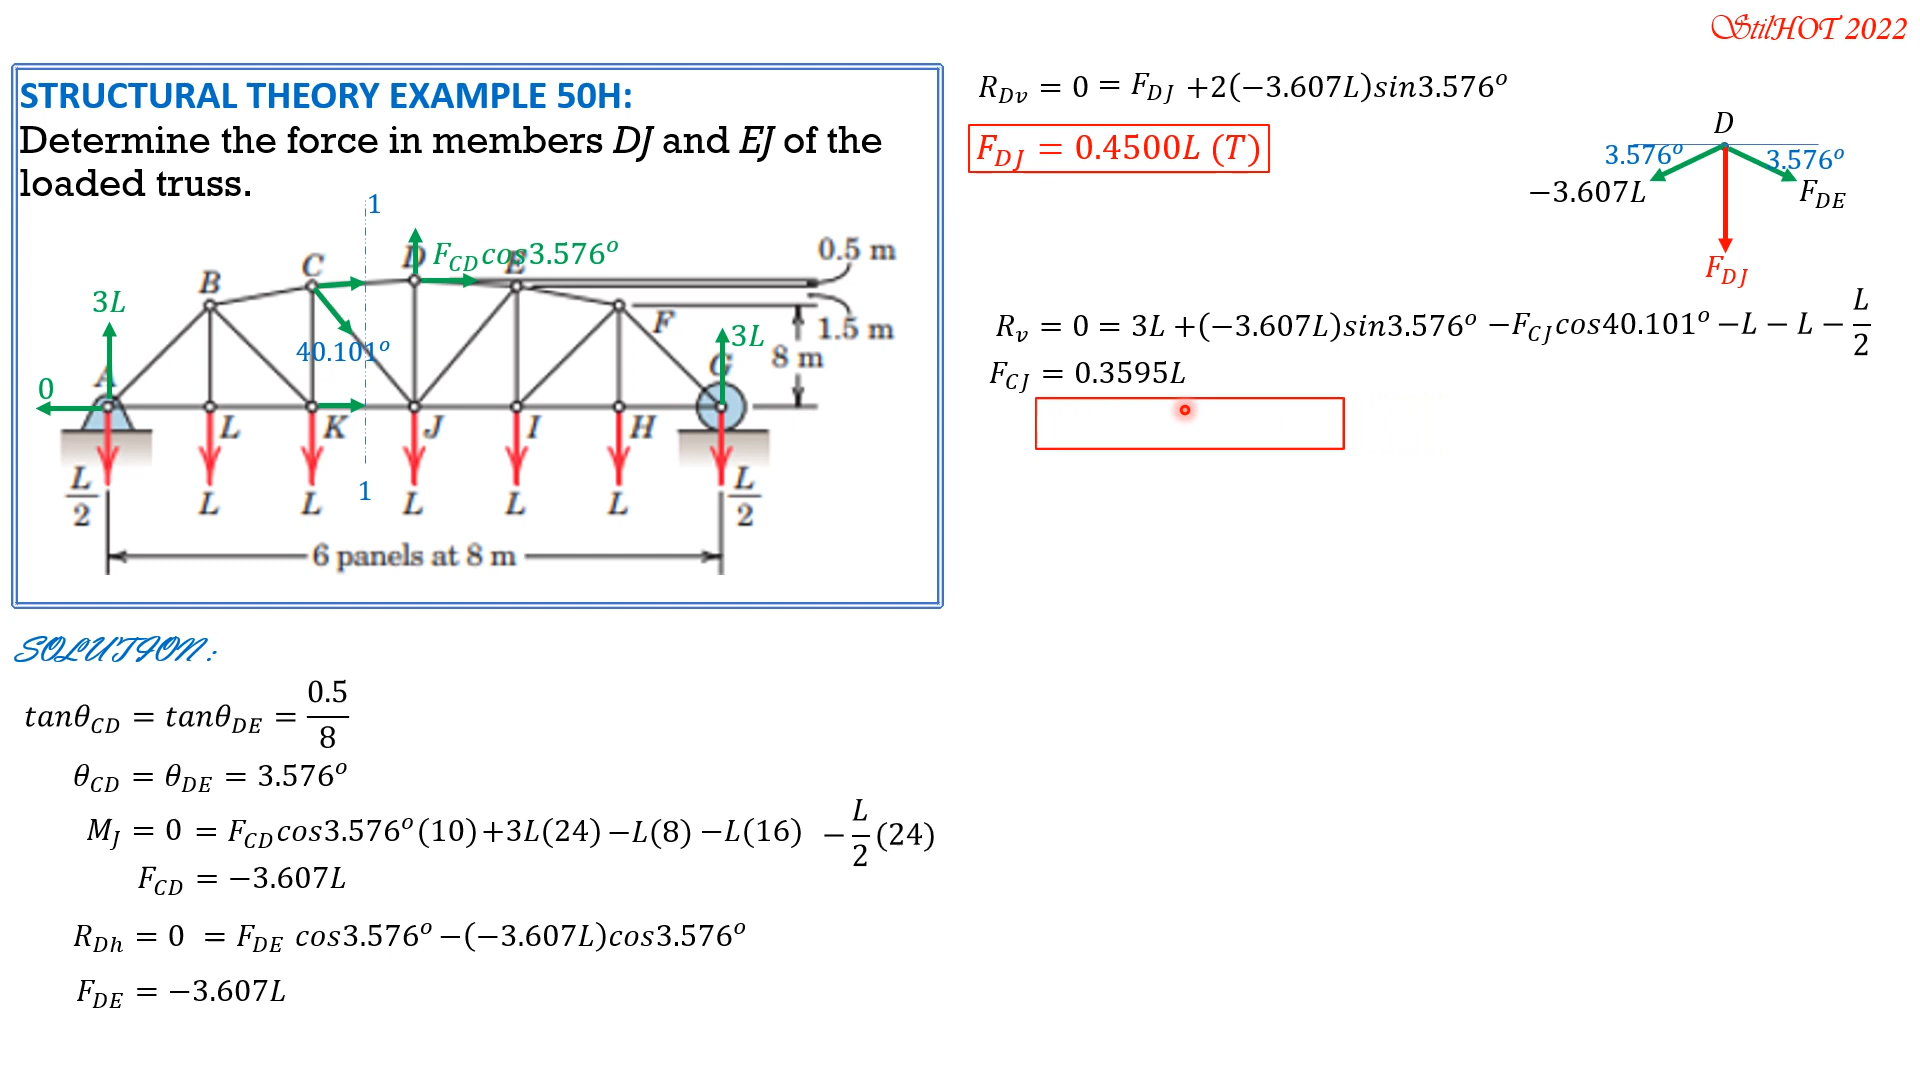 StilHOT 2022
STRUCTURAL THEORY EXAMPLE 50H:
Determine the force in members DJ and EJ of the
loaded truss.
1
F_CD cos3.576°
0.5 m
B
C
D
E
3L
F
1.5 m
3L
40.101°
8 m
0
A
G
L
K
J
I
H
L/2
L
L
1
L
L
L
L/2
6 panels at 8 m
SOLUTION:
tanθ_CD = tanθ_DE = 0.5/8
θ_CD = θ_DE = 3.576°
M_J = 0 = F_CD cos3.576°(10) +3L(24) −L(8) −L(16) −L/2(24)
F_CD = −3.607L
R_Dh = 0 = F_DE cos3.576° −(−3.607L)cos3.576°
F_DE = −3.607L
R_Dv = 0 = F_DJ +2(−3.607L)sin3.576°
F_DJ = 0.4500L (T)
D
3.576°
3.576°
−3.607L
F_DE
F_DJ
R_v = 0 = 3L +(−3.607L)sin3.576° −F_CJ cos40.101° −L − L − L/2
F_CJ = 0.3595L